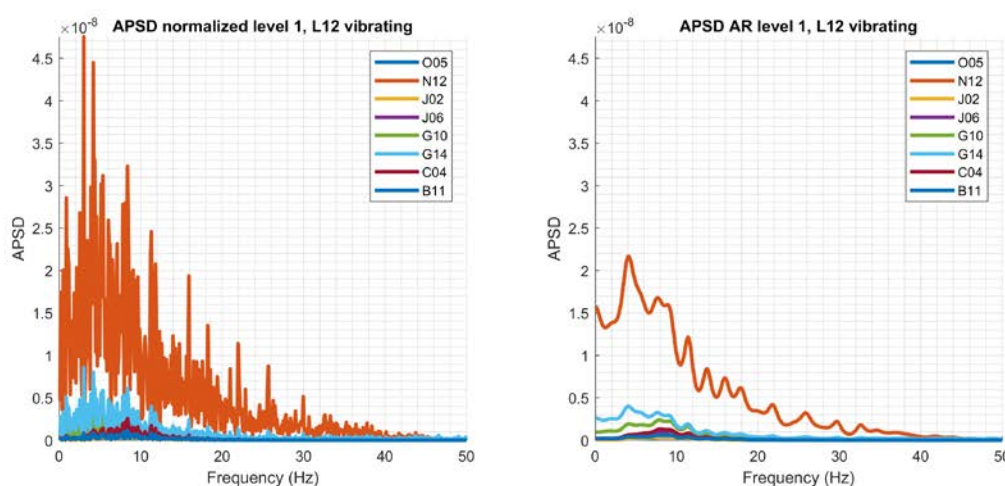 APSD normalized level 1, L12 vibrating
×10⁻⁸
4.5
4
3.5
3
2.5
2
1.5
1
0.5
0
APSD
O05
N12
J02
J06
G10
G14
C04
B11
0 10 20 30 40 50
Frequency (Hz)
APSD AR level 1, L12 vibrating
×10⁻⁸
4.5
4
3.5
3
2.5
2
1.5
1
0.5
0
APSD
O05
N12
J02
J06
G10
G14
C04
B11
0 10 20 30 40 50
Frequency (Hz)